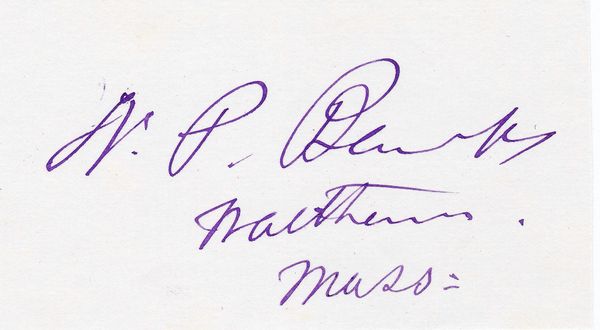 N. P. Banks
Waltham.
Mass=